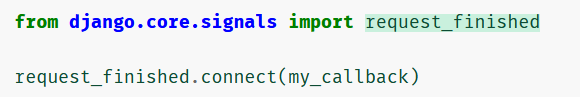 from django.core.signals import request_finished
request_finished.connect(my_callback)